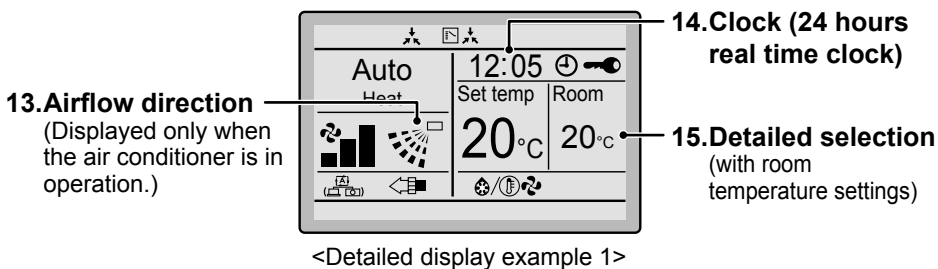 14.Clock (24 hours
real time clock)
12:05
Auto
Heat
Set temp
Room
13.Airflow direction
(Displayed only when
the air conditioner is in
operation.)
20°C
20°C
15.Detailed selection
(with room
temperature settings)
(A)
<Detailed display example 1>